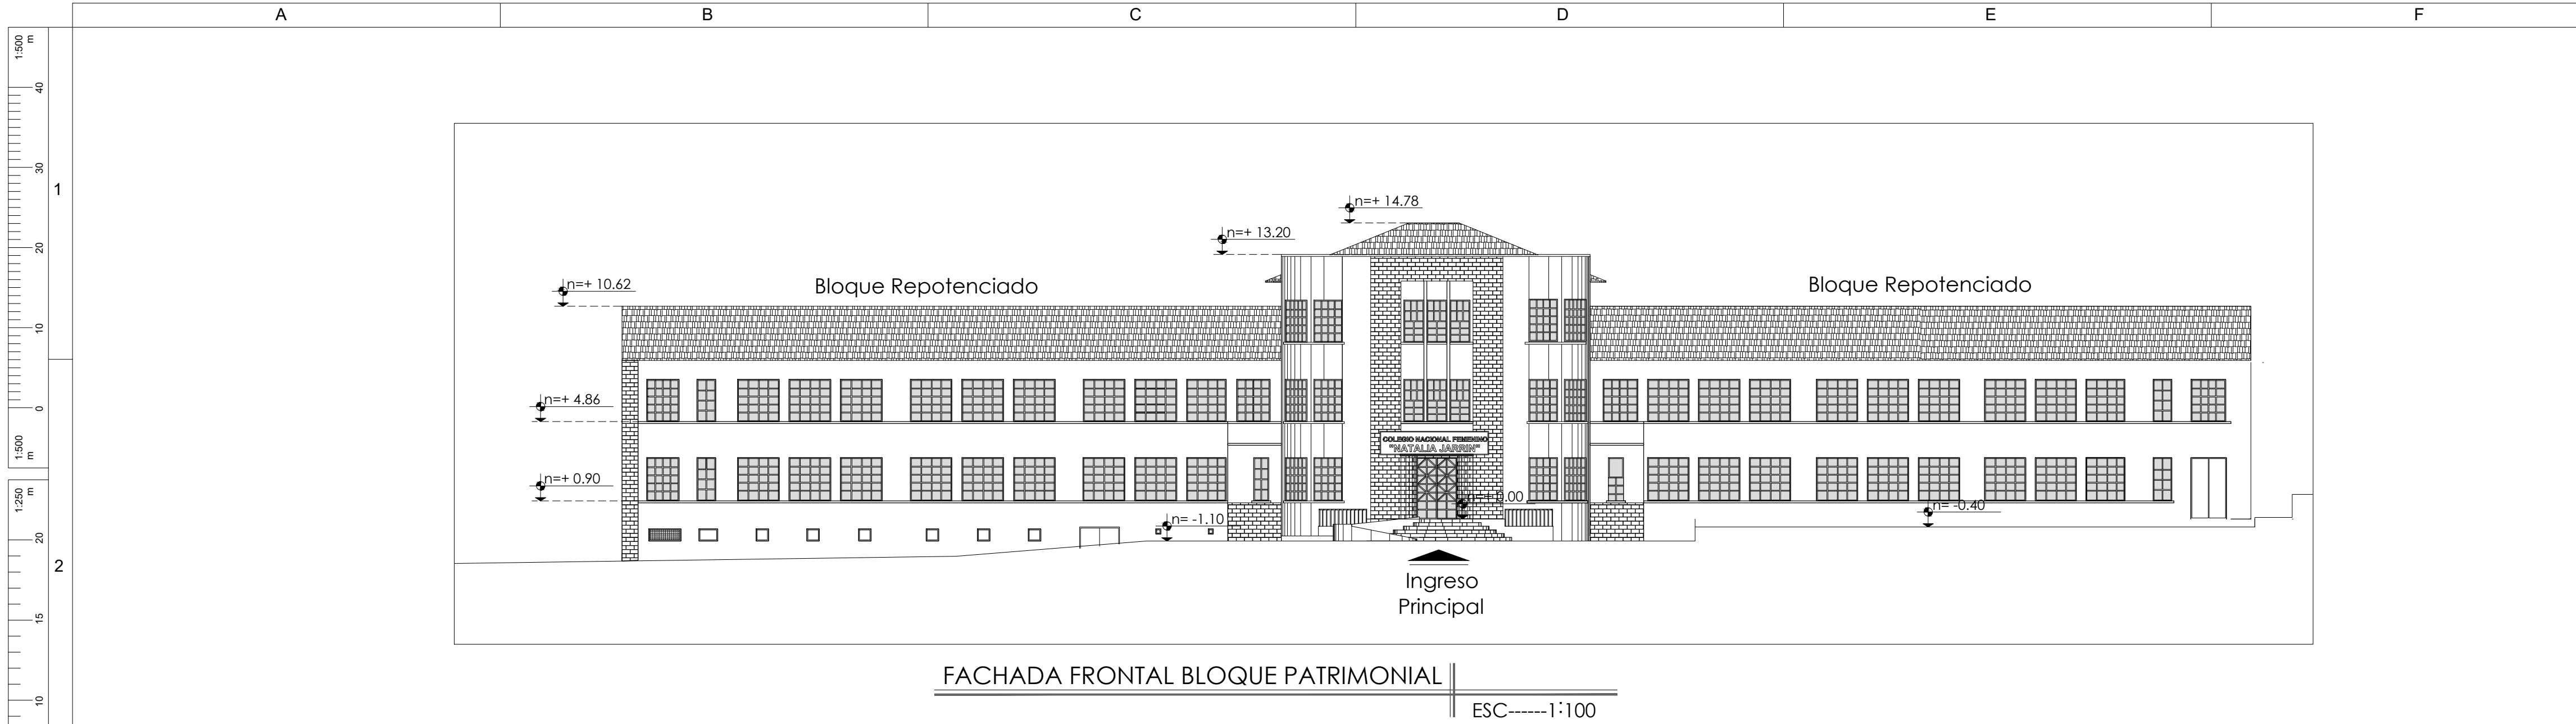 A B C D E F
1:500 m
40
30
1
20
10
0
1:500 m
1:250 m
20
2
15
10
n=+ 14.78
n=+ 13.20
n=+ 10.62
Bloque Repotenciado
Bloque Repotenciado
n=+ 4.86
COLEGIO NACIONAL FEMENINO
"NATALIA JARRIN"
n=+ 0.90
n=+ 0.00
n= -0.40
n= -1.10
Ingreso
Principal
FACHADA FRONTAL BLOQUE PATRIMONIAL
ESC------1:100